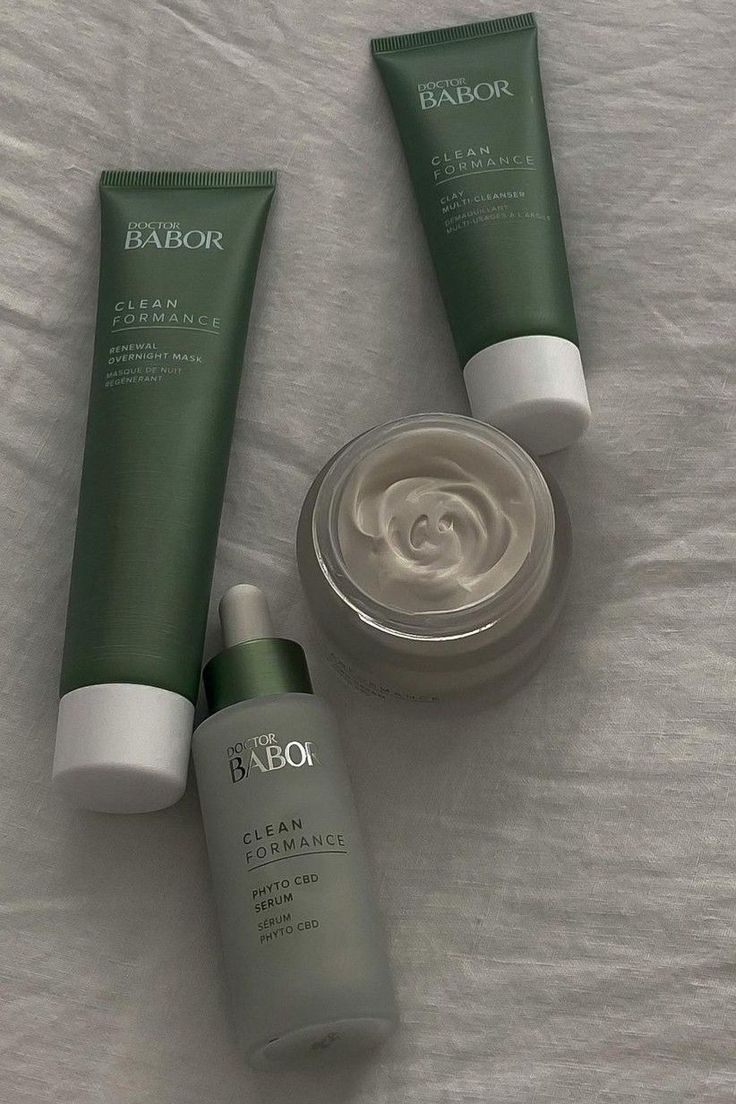 DOCTOR
BABOR
CLEAN
FORMANCE
RENEWAL
OVERNIGHT MASK
MASQUE DE NUIT
RÉGÉNÉRANT
DOCTOR
BABOR
CLEAN
FORMANCE
CLAY
MULTI-CLEANSER
DÉMAQUILLANT
MULTI-USAGES À L'ARGILE
DOCTOR
BABOR
CLEAN
FORMANCE
PHYTO CBD
SERUM
SÉRUM
PHYTO CBD